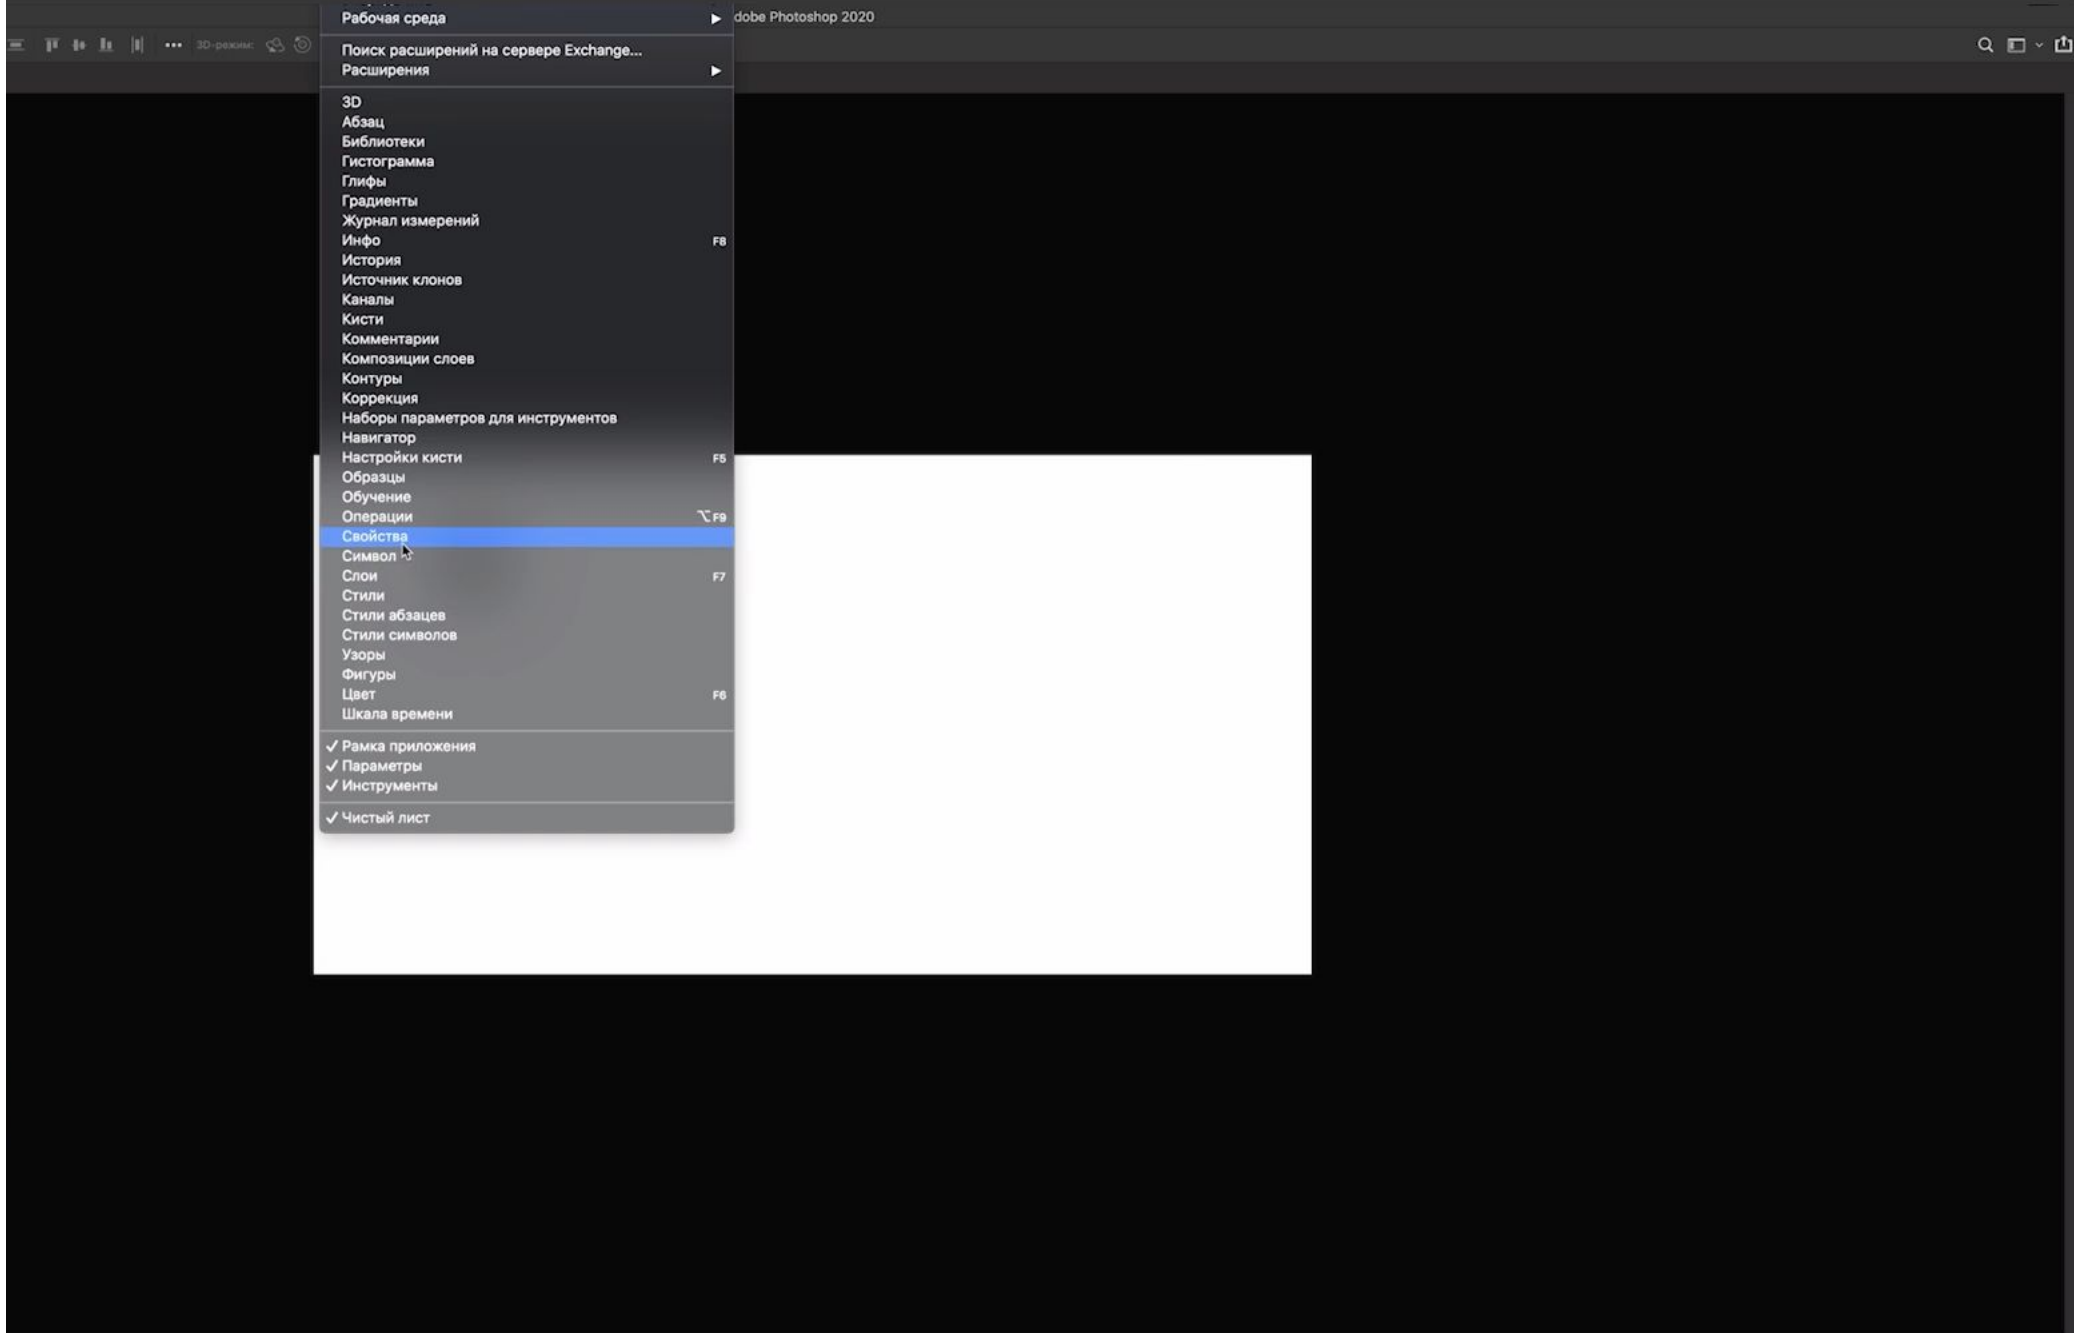 Рабочая среда
dobe Photoshop 2020
3D-режим:
Поиск расширений на сервере Exchange...
Расширения
3D
Абзац
Библиотеки
Гистограмма
Глифы
Градиенты
Журнал измерений
Инфо F8
История
Источник клонов
Каналы
Кисти
Комментарии
Композиции слоев
Контуры
Коррекция
Наборы параметров для инструментов
Навигатор
Настройки кисти F5
Образцы
Обучение
Операции ⌥F9
Свойства
Символ
Слои F7
Стили
Стили абзацев
Стили символов
Узоры
Фигуры
Цвет F6
Шкала времени
✓ Рамка приложения
✓ Параметры
✓ Инструменты
✓ Чистый лист